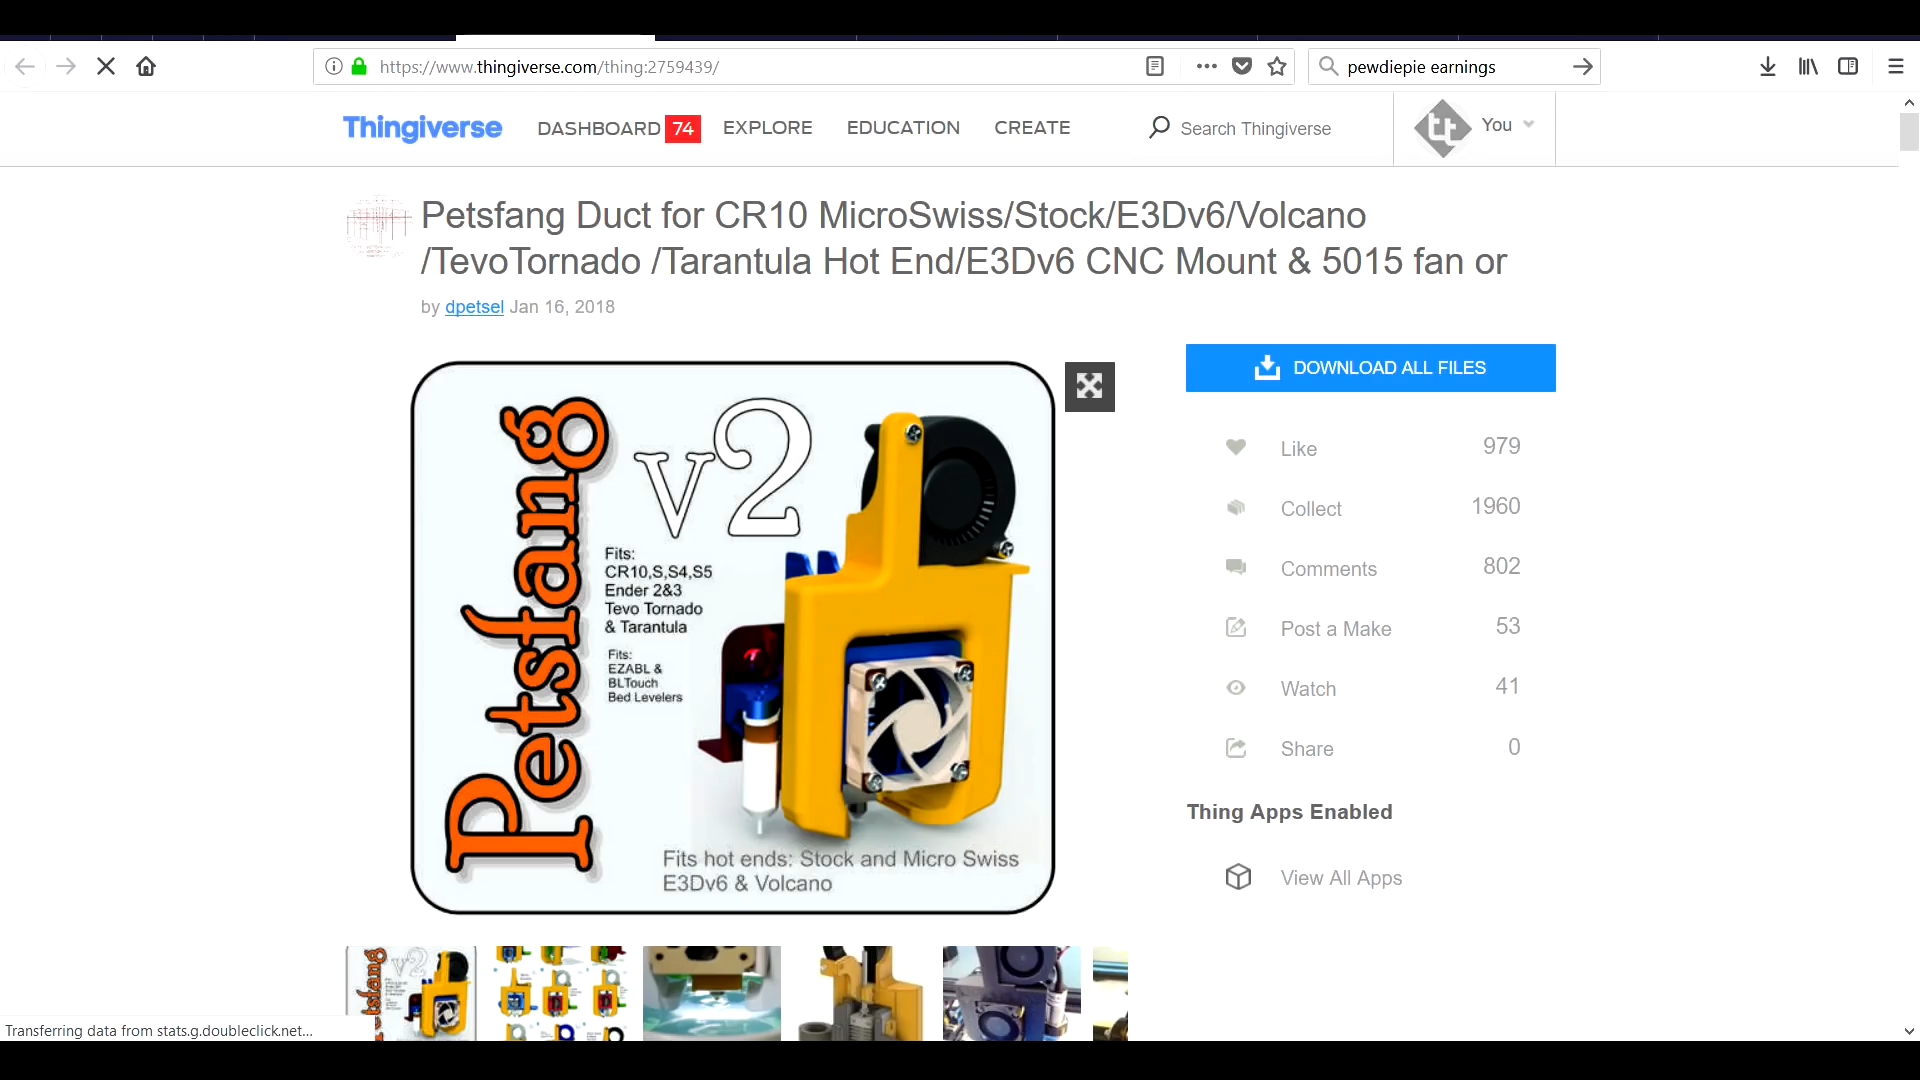 https://www.thingiverse.com/thing:2759439/
pewdiepie earnings
Thingiverse
DASHBOARD 74
EXPLORE
EDUCATION
CREATE
Search Thingiverse
You
Petsfang Duct for CR10 MicroSwiss/Stock/E3Dv6/Volcano
/TevoTornado /Tarantula Hot End/E3Dv6 CNC Mount & 5015 fan or
by dpetsel Jan 16, 2018
Petsfang
v2
Fits:
CR10,S,S4,S5
Ender 2&3
Tevo Tornado
& Tarantula
Fits:
EZABL &
BLTouch
Bed Levelers
Fits hot ends: Stock and Micro Swiss
E3Dv6 & Volcano
DOWNLOAD ALL FILES
Like 979
Collect 1960
Comments 802
Post a Make 53
Watch 41
Share 0
Thing Apps Enabled
View All Apps
v2
Transferring data from stats.g.doubleclick.net...